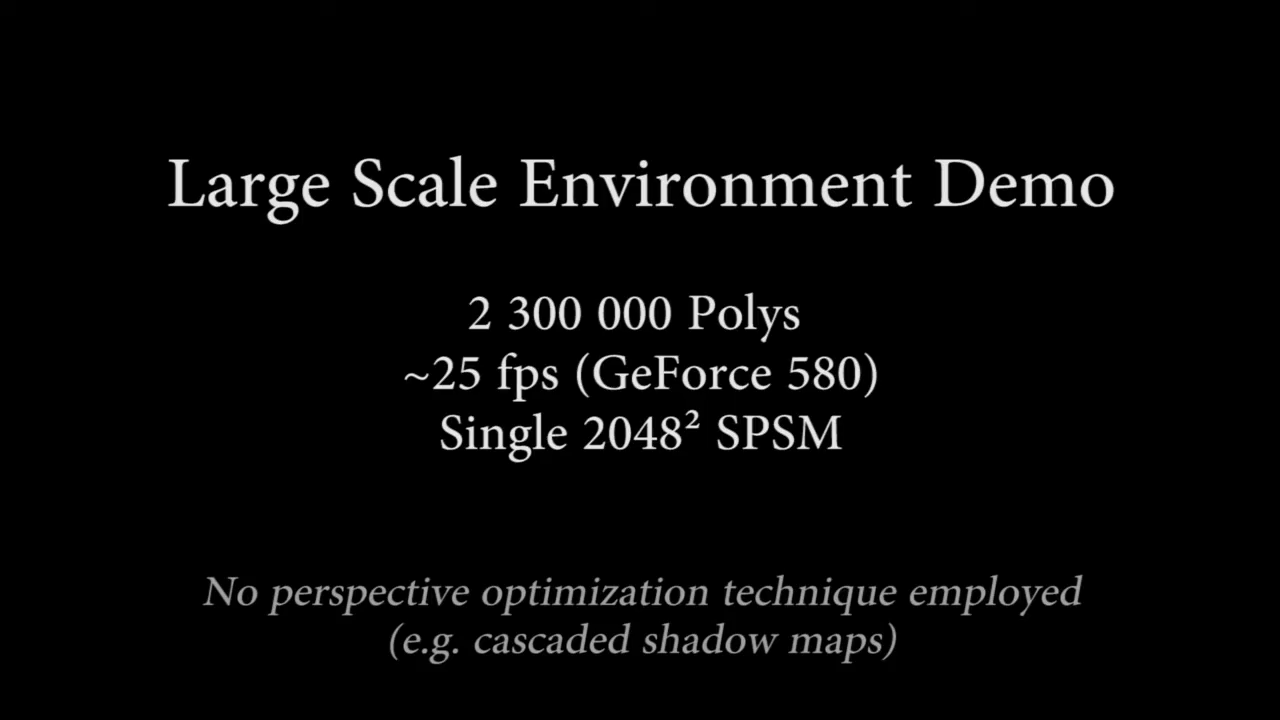 Large Scale Environment Demo
2 300 000 Polys
~25 fps (GeForce 580)
Single 2048² SPSM
No perspective optimization technique employed
(e.g. cascaded shadow maps)